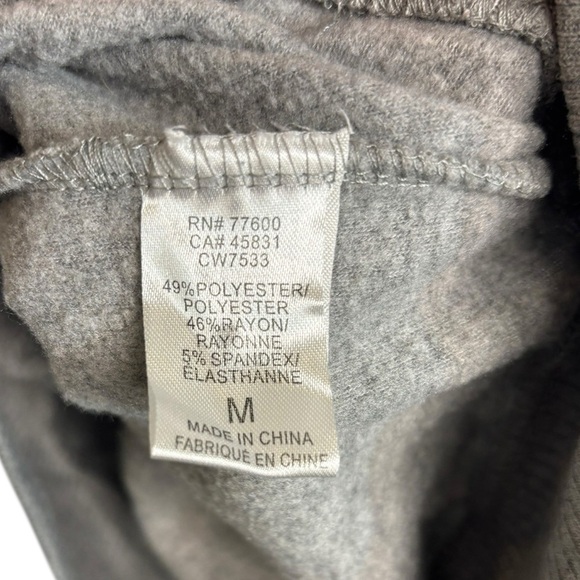 RN# 77600
CA# 45831
CW7533
49%POLYESTER/
POLYESTER
46%RAYON/
RAYONNE
5% SPANDEX/
ÉLASTHANNE
M
MADE IN CHINA
FABRIQUÉ EN CHINE